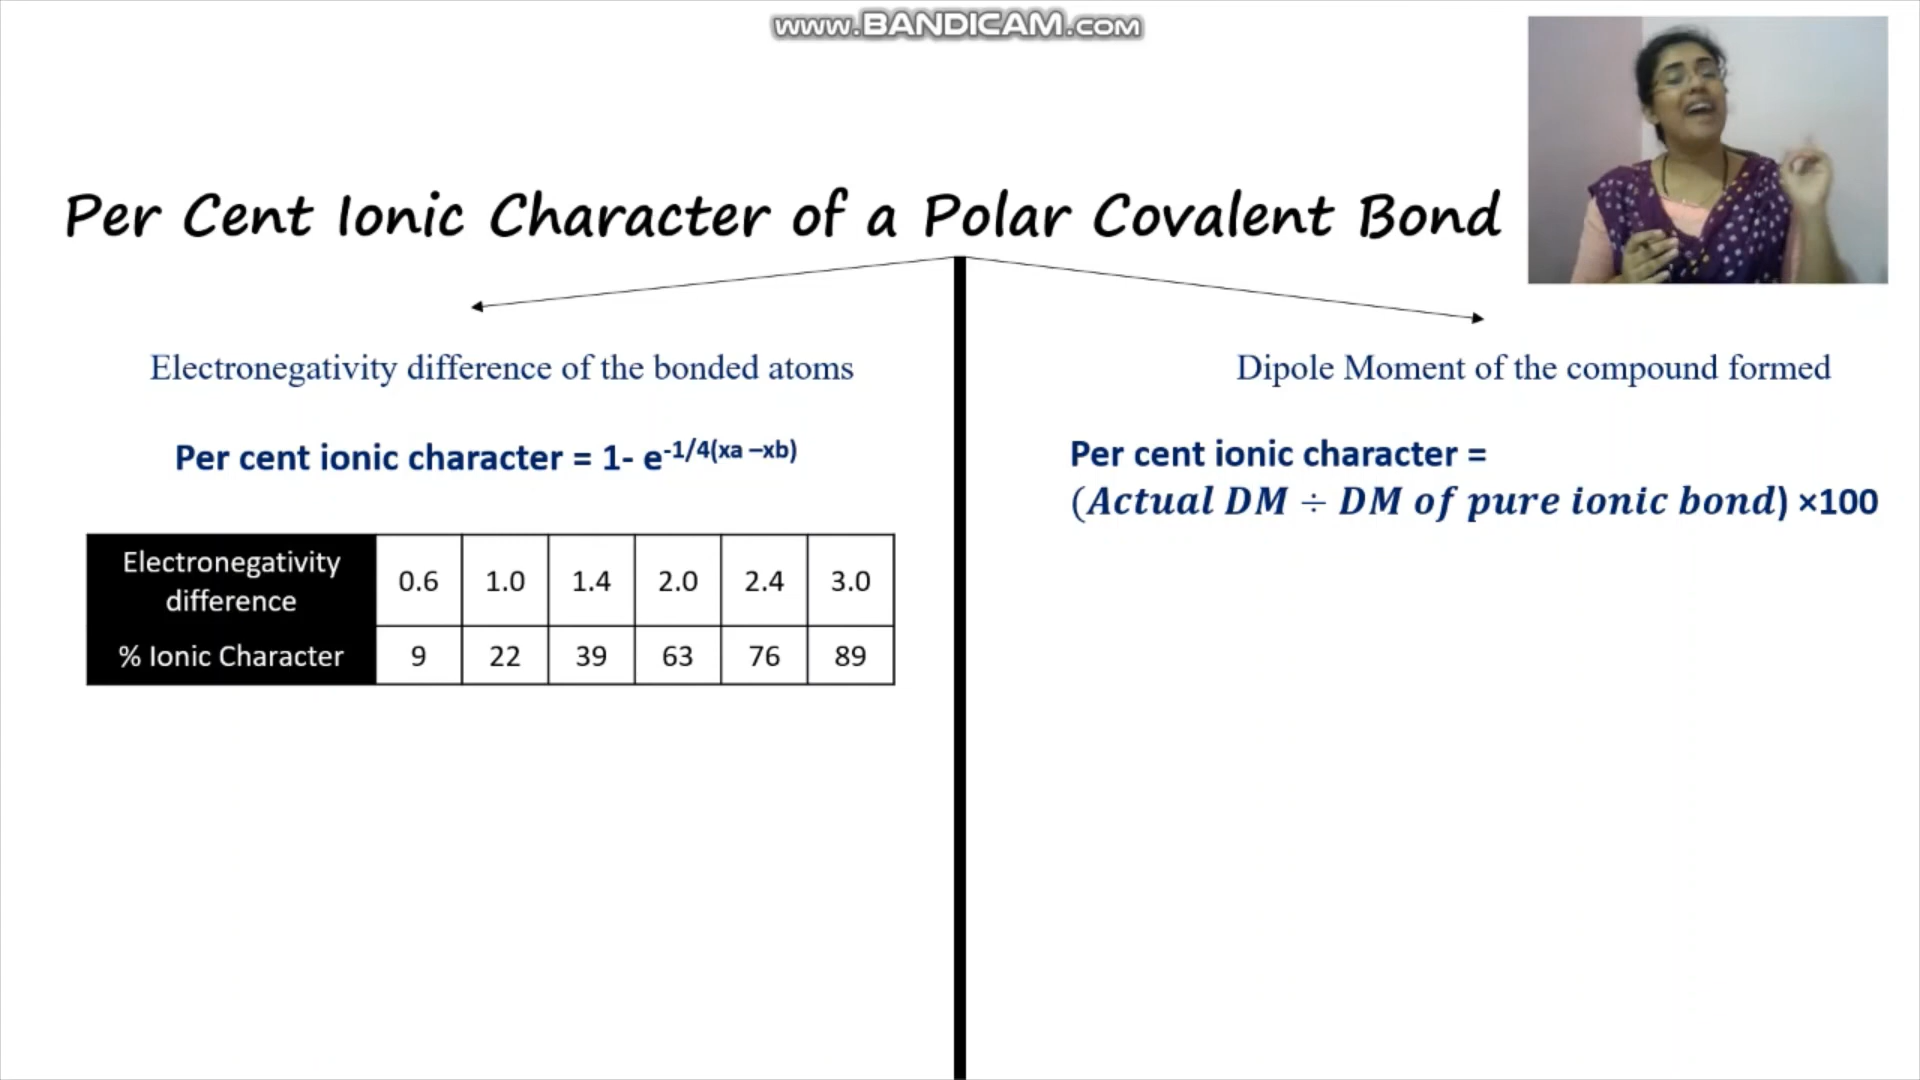 www.BANDICAM.com
Per Cent Ionic Character of a Polar Covalent Bond
Electronegativity difference of the bonded atoms
Per cent ionic character = 1- e-1/4(xa –xb)
Electronegativity difference 0.6 1.0 1.4 2.0 2.4 3.0
% Ionic Character 9 22 39 63 76 89
Dipole Moment of the compound formed
Per cent ionic character =
(Actual DM ÷ DM of pure ionic bond) ×100